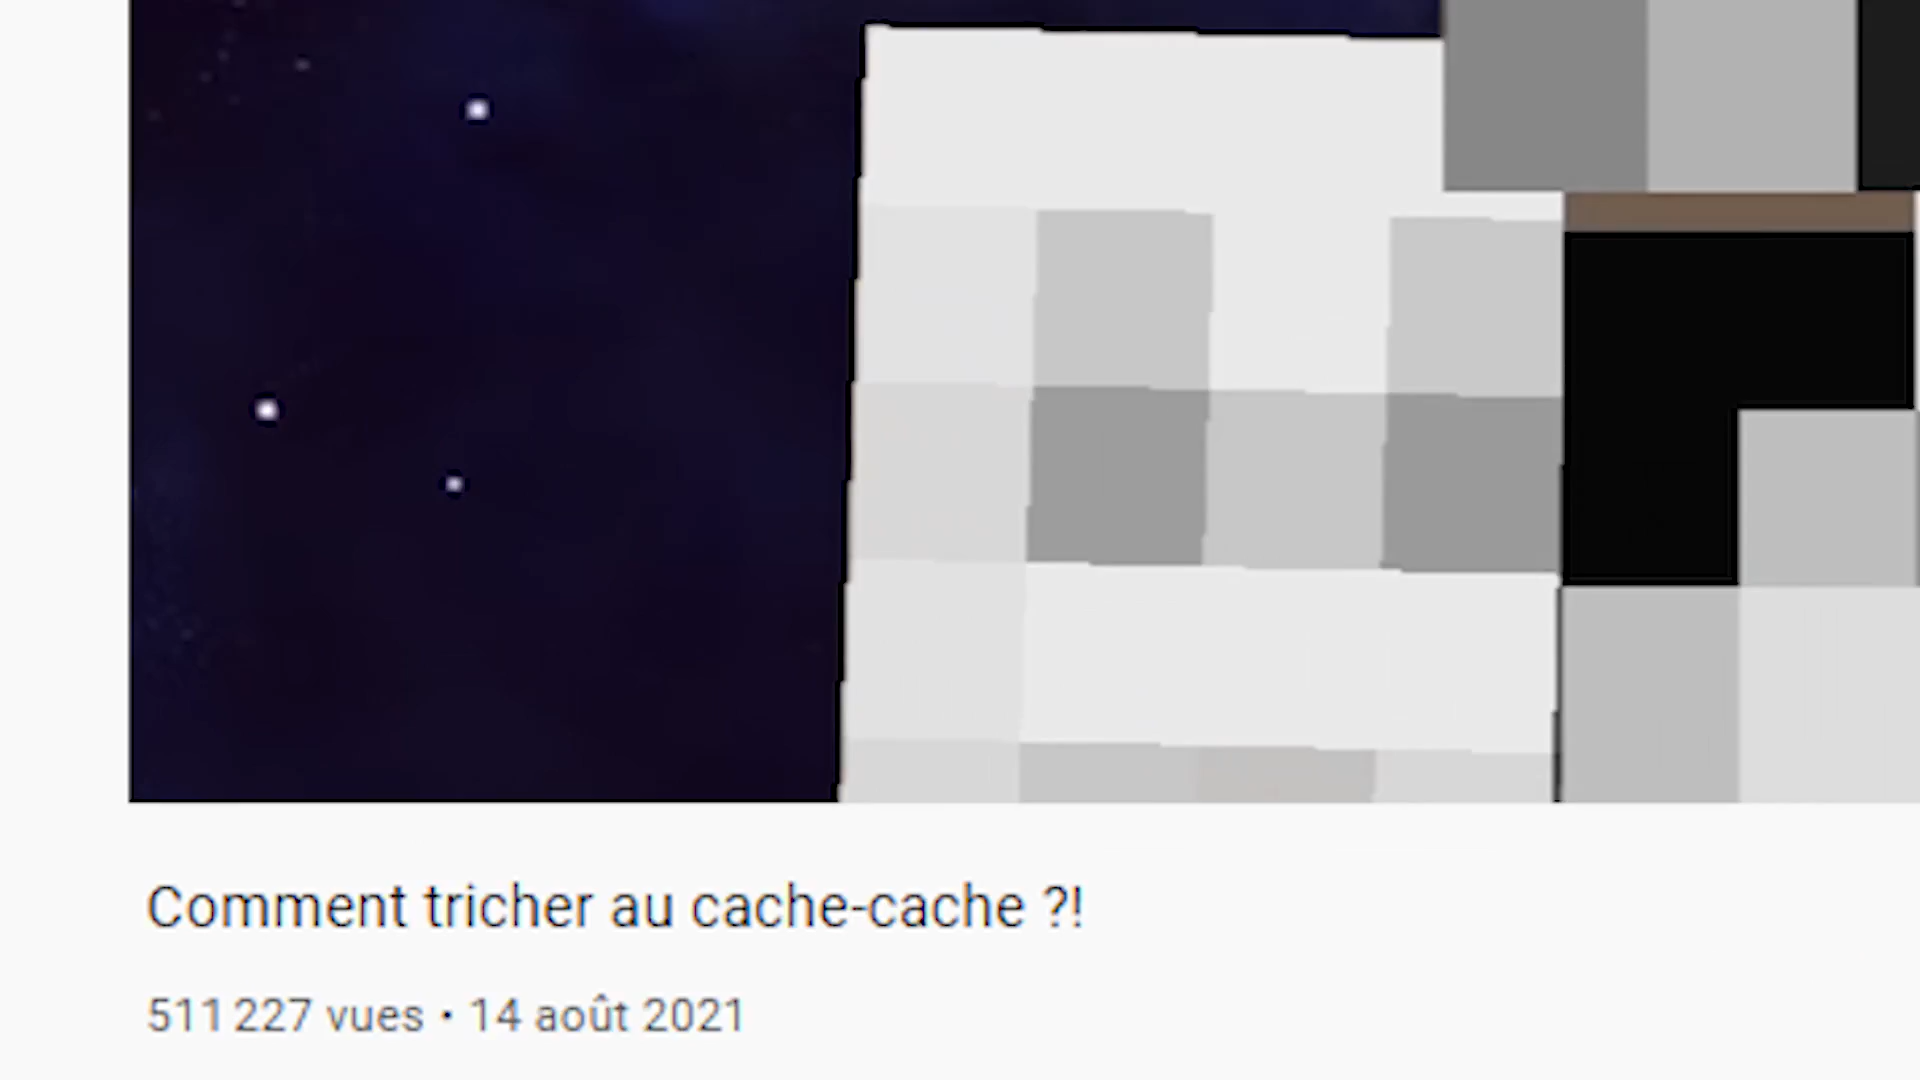 Comment tricher au cache-cache ?!
511 227 vues • 14 août 2021